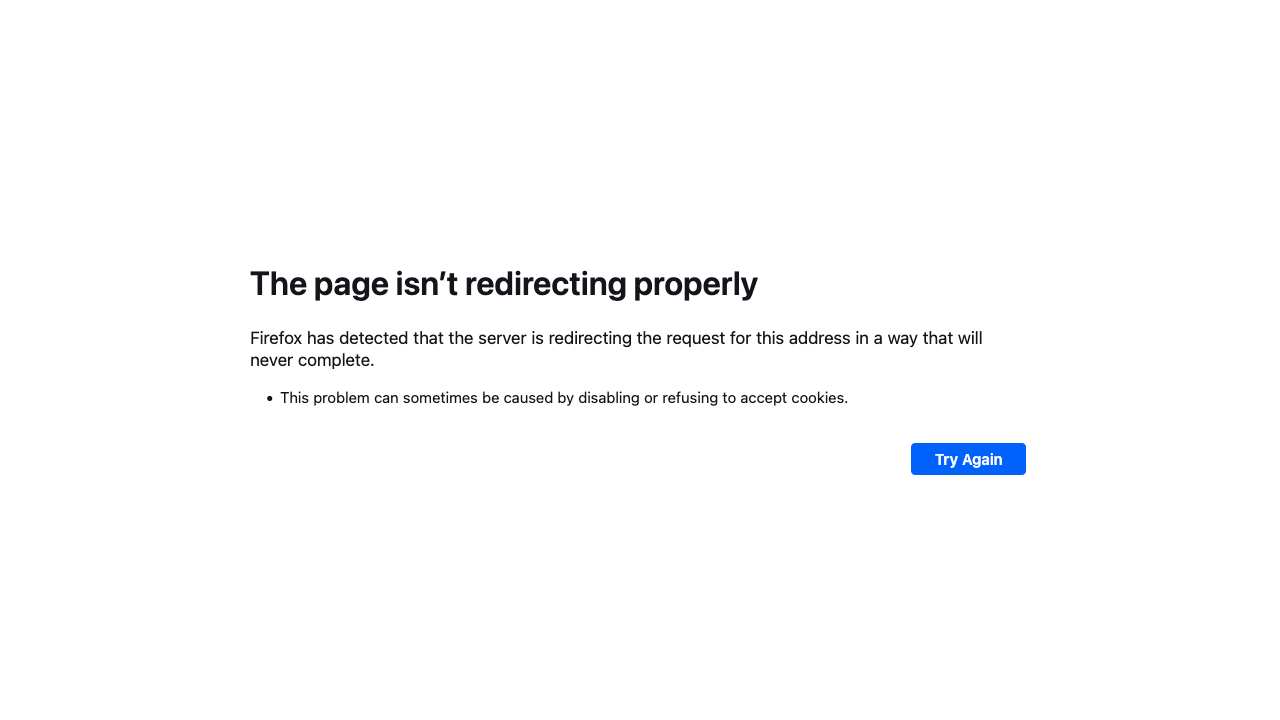 The page isn’t redirecting properly
Firefox has detected that the server is redirecting the request for this address in a way that will
never complete.
• This problem can sometimes be caused by disabling or refusing to accept cookies.
Try Again